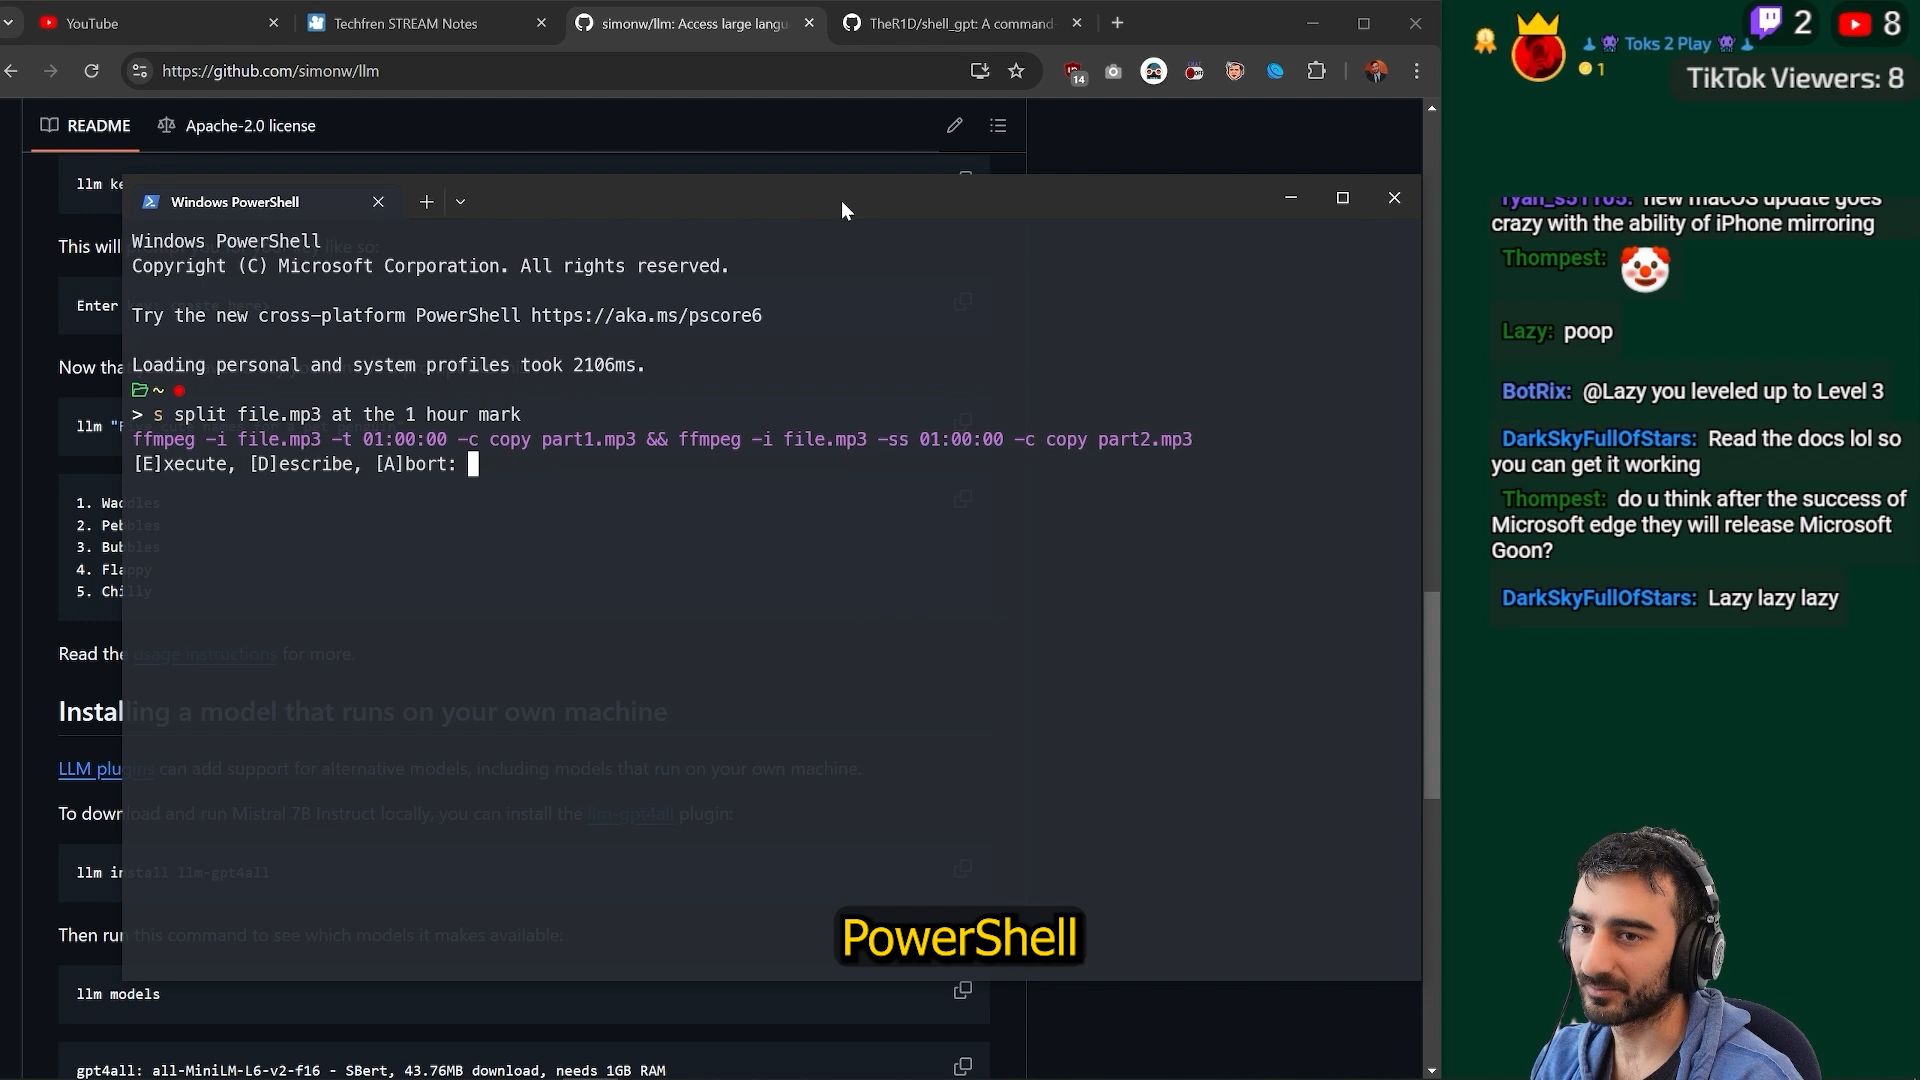 YouTube
Techfren STREAM Notes
simonw/llm: Access large langu
TheR1D/shell_gpt: A command-
https://github.com/simonw/llm
14
README
Apache-2.0 license
llm ke
This will
like so:
Enter
Now tha
llm "F
1. Waddles
2. Pebbles
3. Bubbles
4. Flappy
5. Chilly
Read the usage instructions for more.
Installing a model that runs on your own machine
LLM plugins can add support for alternative models, including models that run on your own machine.
To download and run Mistral 7B Instruct locally, you can install the llm-gpt4all plugin:
llm install llm-gpt4all
Then run this command to see which models it makes available:
llm models
gpt4all: all-MiniLM-L6-v2-f16 - SBert, 43.76MB download, needs 1GB RAM
Windows PowerShell
Windows PowerShell
Copyright (C) Microsoft Corporation. All rights reserved.
Try the new cross-platform PowerShell https://aka.ms/pscore6
Loading personal and system profiles took 2106ms.
~
> s split file.mp3 at the 1 hour mark
ffmpeg -i file.mp3 -t 01:00:00 -c copy part1.mp3 && ffmpeg -i file.mp3 -ss 01:00:00 -c copy part2.mp3
[E]xecute, [D]escribe, [A]bort:
PowerShell
Toks 2 Play
1
2
8
TikTok Viewers: 8
ryan_s51105: new macOS update goes
crazy with the ability of iPhone mirroring
Thompest:
Lazy: poop
BotRix: @Lazy you leveled up to Level 3
DarkSkyFullOfStars: Read the docs lol so
you can get it working
Thompest: do u think after the success of
Microsoft edge they will release Microsoft
Goon?
DarkSkyFullOfStars: Lazy lazy lazy